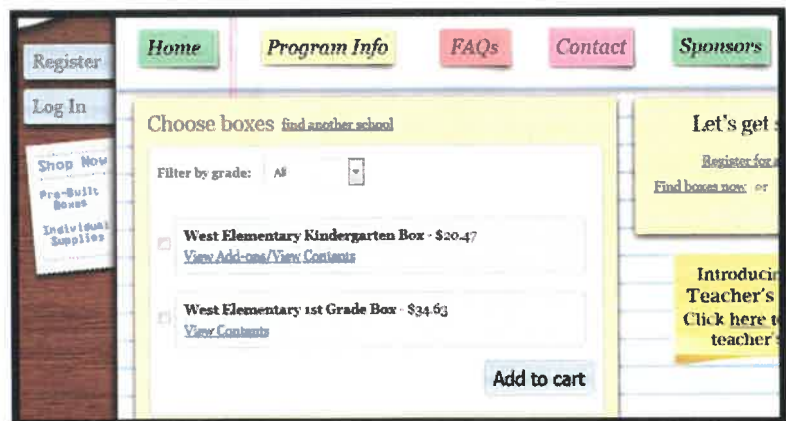 Home Program Info FAQs Contact Sponsors
Register
Log In
Shop Now
Pre-Built
Boxes
Individual
Supplies
Choose boxes find another school
Filter by grade: All
West Elementary Kindergarten Box - $20.47
View Add-ons/View Contents
West Elementary 1st Grade Box - $34.63
View Contents
Add to cart
Let's get
Register for
Find boxes now or
Introducin
Teacher's
Click here t
teacher's